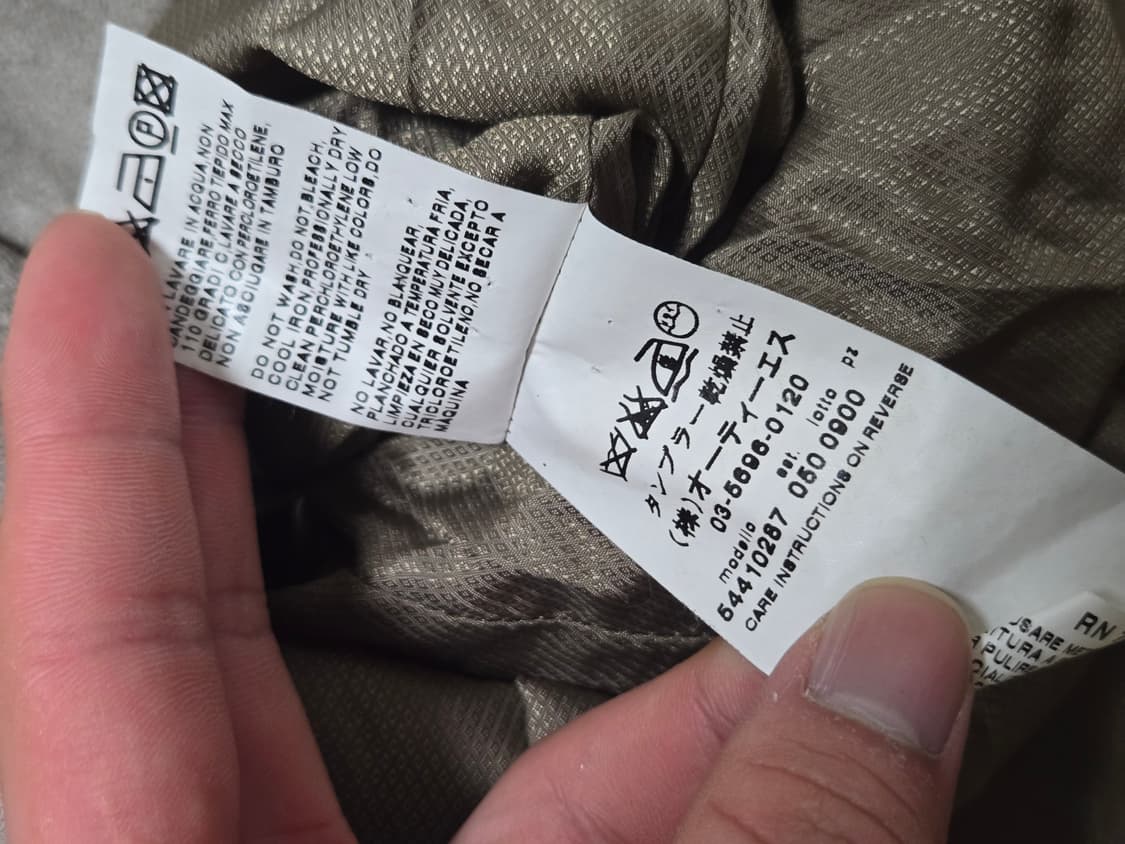 LAVARE IN ACQUA, NON
CANDEGGIARE, FERRO TIEPIDO MAX
110 GRADI C, LAVARE A SECCO
DELICATO CON PERCLOROETILENE,
NON ASCIUGARE IN TAMBURO
DO NOT WASH, DO NOT BLEACH,
COOL IRON, PROFESSIONALLY DRY
CLEAN PERCHLOROETHYLENE LOW
MOISTURE WITH LIKE COLORS, DO
NOT TUMBLE DRY
NO LAVAR, NO BLANQUEAR,
PLANCHADO A TEMPERATURA FRIA,
LIMPIEZA EN SECO MUY DELICADA,
CUALQUIER SOLVENTE EXCEPTO
TRICLOROETILENO, NO SECAR A
MAQUINA
P
ドライ
タンブラー乾燥禁止
(株)オーティーエス
03-5696-0120
modello est. lotto pz
54410287 050 0900
CARE INSTRUCTIONS ON REVERSE
RN